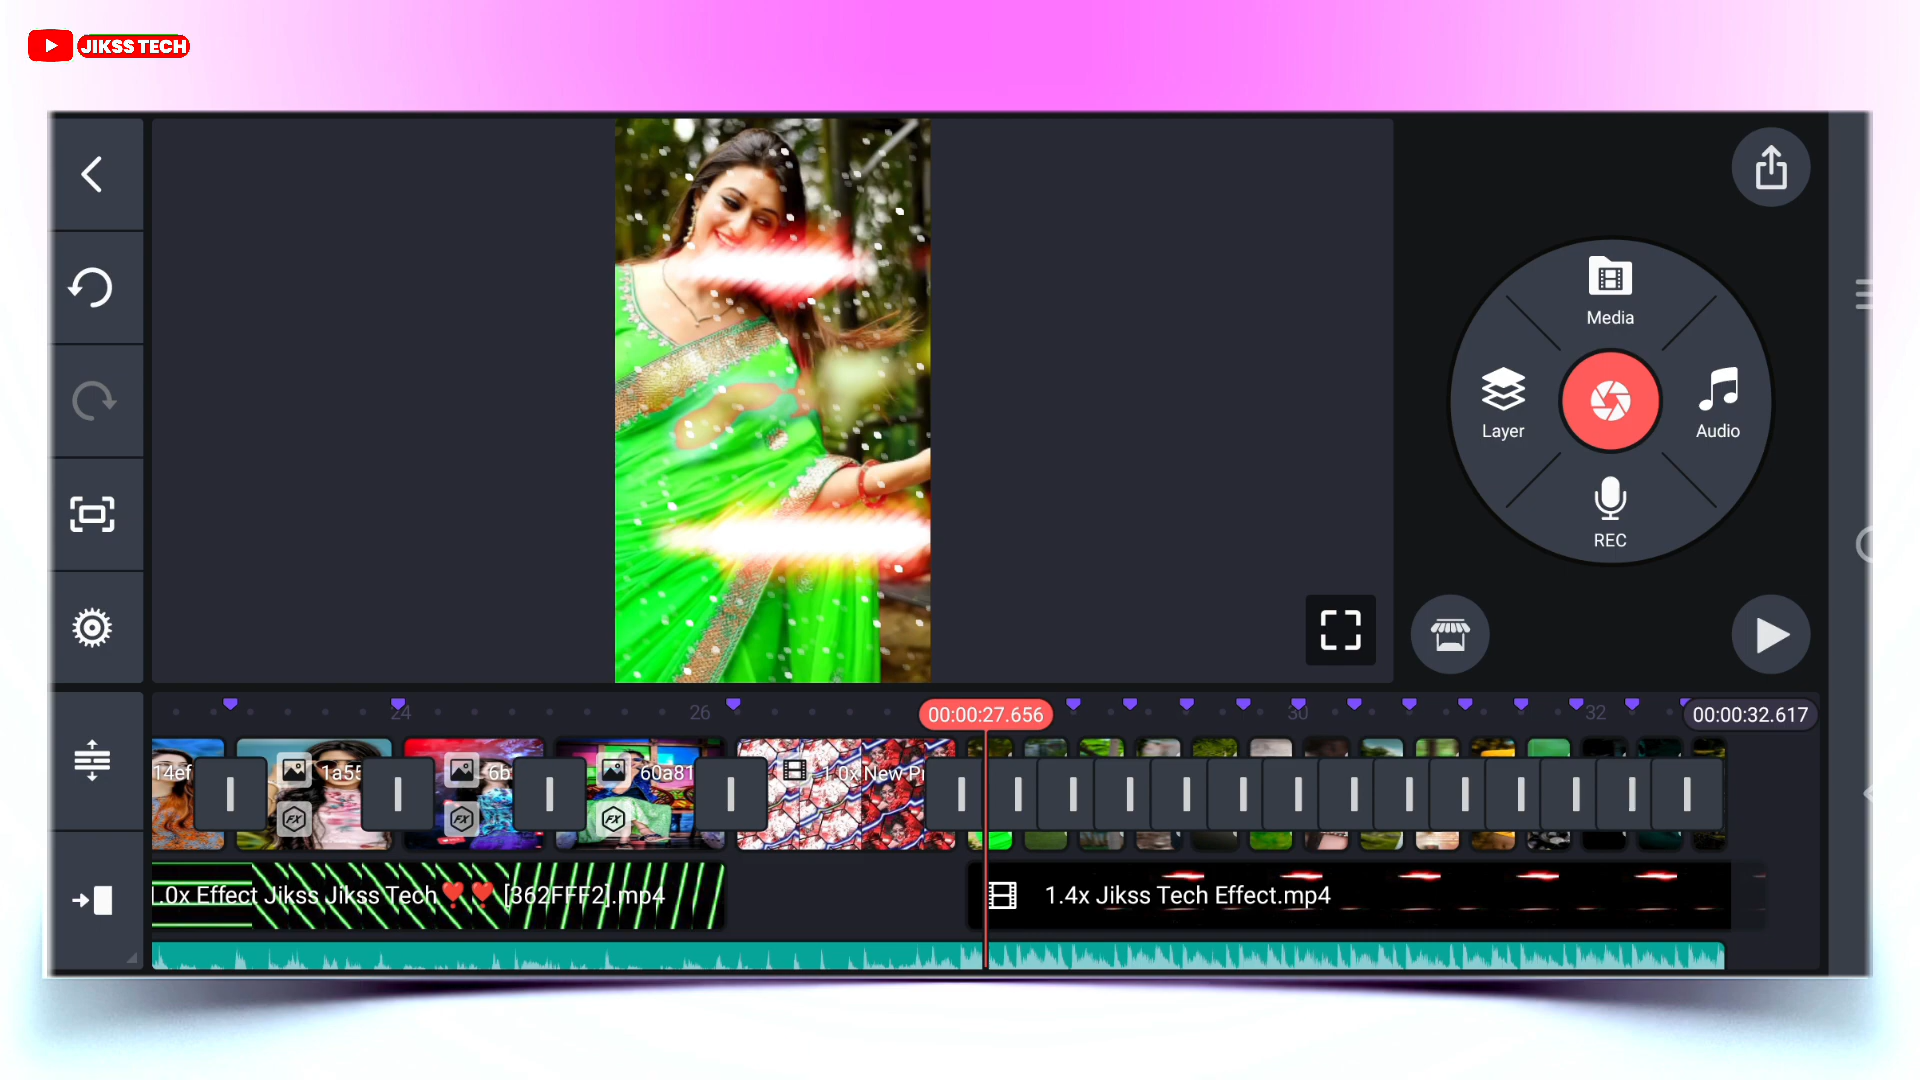 JIKSS TECH
Media
Layer
Audio
REC
24
26
00:00:27.656
30
32
00:00:32.617
14ef
1a55
6b
60a81
1.0x New Pr
1.0x Effect Jikss Jikss Tech❣❣ [362FFF2].mp4
1.4x Jikss Tech Effect.mp4